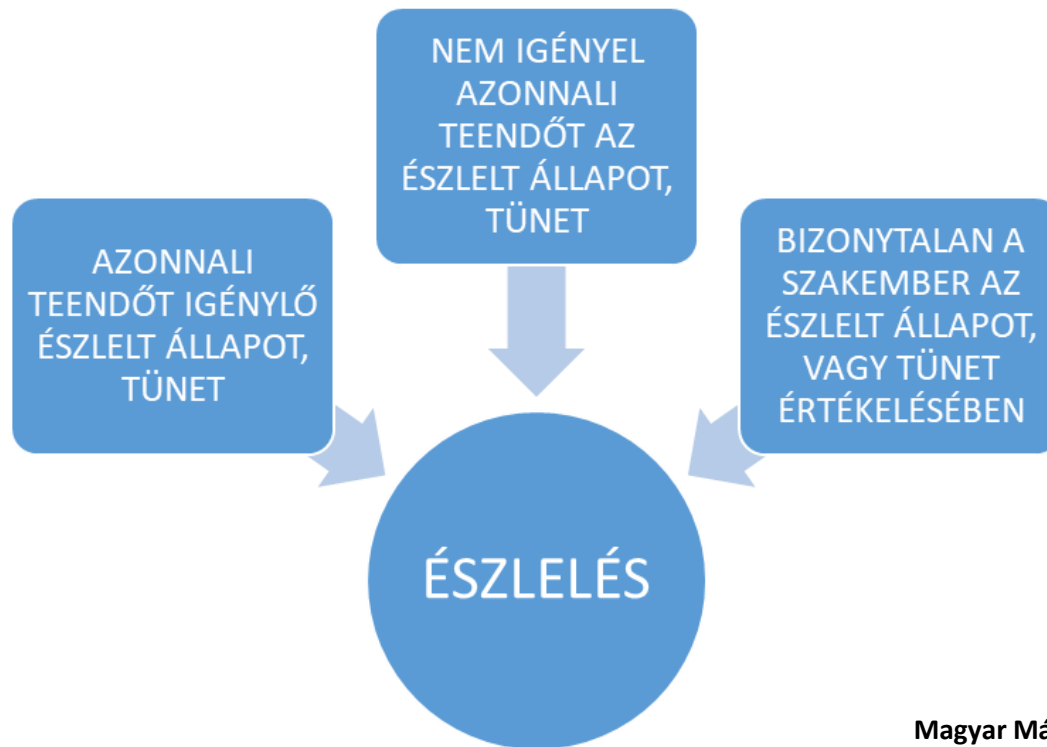 NEM IGÉNYEL
AZONNALI
TEENDŐT AZ
ÉSZLELT ÁLLAPOT,
TÜNET
AZONNALI
TEENDŐT IGÉNYLŐ
ÉSZLELT ÁLLAPOT,
TÜNET
BIZONYTALAN A
SZAKEMBER AZ
ÉSZLELT ÁLLAPOT,
VAGY TÜNET
ÉRTÉKELÉSÉBEN
ÉSZLELÉS
Magyar